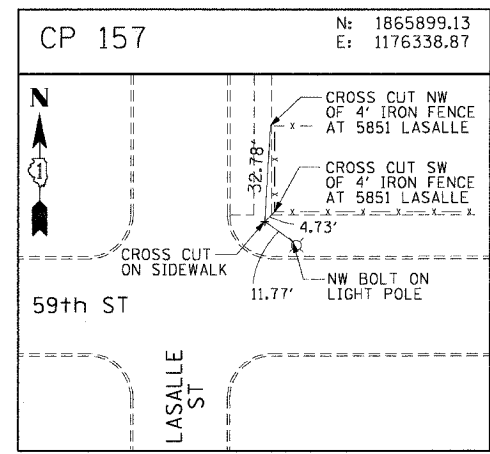 CP 157
N: 1865899.13
E: 1176338.87
N
CROSS CUT NW
OF 4' IRON FENCE
AT 5851 LASALLE
32.78'
CROSS CUT SW
OF 4' IRON FENCE
AT 5851 LASALLE
4.73'
CROSS CUT
ON SIDEWALK
11.77'
NW BOLT ON
LIGHT POLE
59th ST
LASALLE
ST